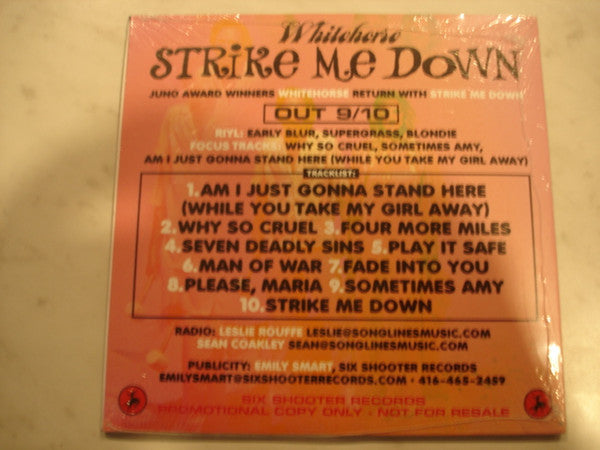 Whitehorse
STRiKE ME DOWN
JUNO AWARD WINNERS WHITEHORSE RETURN WITH STRIKE ME DOWN
OUT 9/10
RIYL: EARLY BLUR, SUPERGRASS, BLONDIE
FOCUS TRACKS: WHY SO CRUEL, SOMETIMES AMY,
AM I JUST GONNA STAND HERE (WHILE YOU TAKE MY GIRL AWAY)
TRACKLIST:
1.AM I JUST GONNA STAND HERE
(WHILE YOU TAKE MY GIRL AWAY)
2.WHY SO CRUEL 3.FOUR MORE MILES
4.SEVEN DEADLY SINS 5.PLAY IT SAFE
6.MAN OF WAR 7.FADE INTO YOU
8.PLEASE, MARIA 9.SOMETIMES AMY
10.STRIKE ME DOWN
RADIO: LESLIE ROUFFE LESLIE@SONGLINESMUSIC.COM
SEAN COAKLEY SEAN@SONGLINESMUSIC.COM
PUBLICITY: EMILY SMART, SIX SHOOTER RECORDS
EMILYSMART@SIXSHOOTERRECORDS.COM • 416-465-2459
SIX SHOOTER RECORDS
PROMOTIONAL COPY ONLY - NOT FOR RESALE